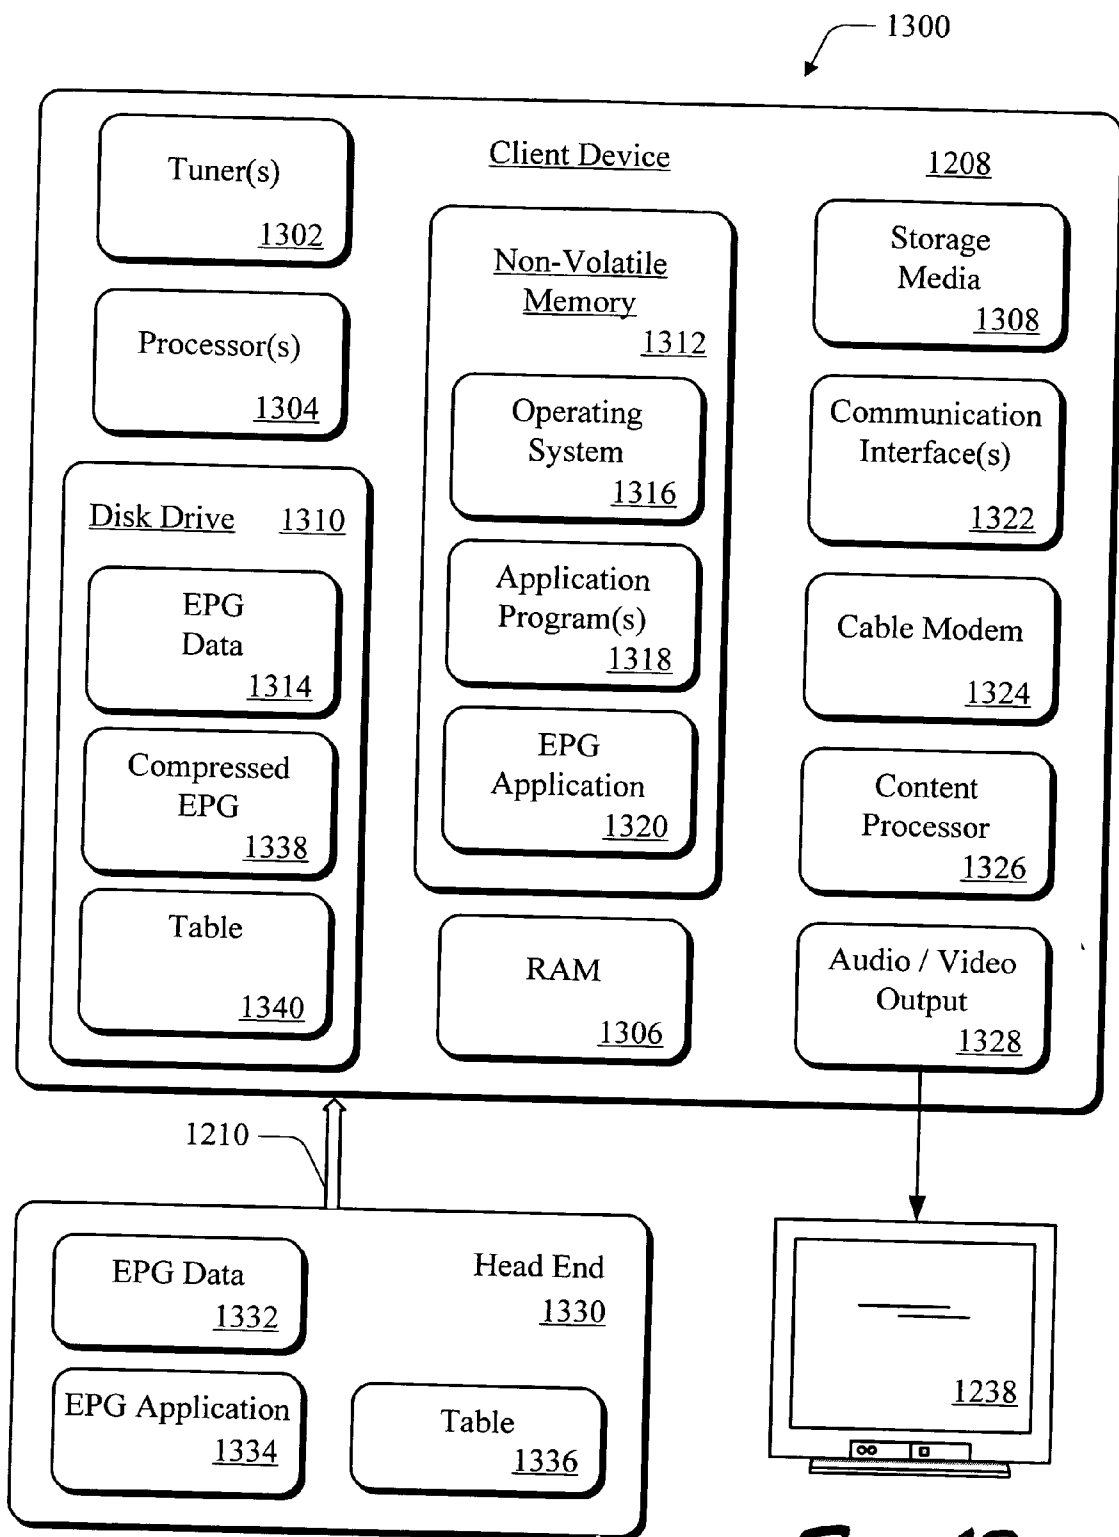 1300
Client Device
1208
Tuner(s)
1302
Processor(s)
1304
Disk Drive 1310
EPG
Data
1314
Compressed
EPG
1338
Table
1340
Non-Volatile
Memory
1312
Operating
System
1316
Application
Program(s)
1318
EPG
Application
1320
RAM
1306
Storage
Media
1308
Communication
Interface(s)
1322
Cable Modem
1324
Content
Processor
1326
Audio / Video
Output
1328
1210
EPG Data
1332
Head End
1330
EPG Application
1334
Table
1336
1238